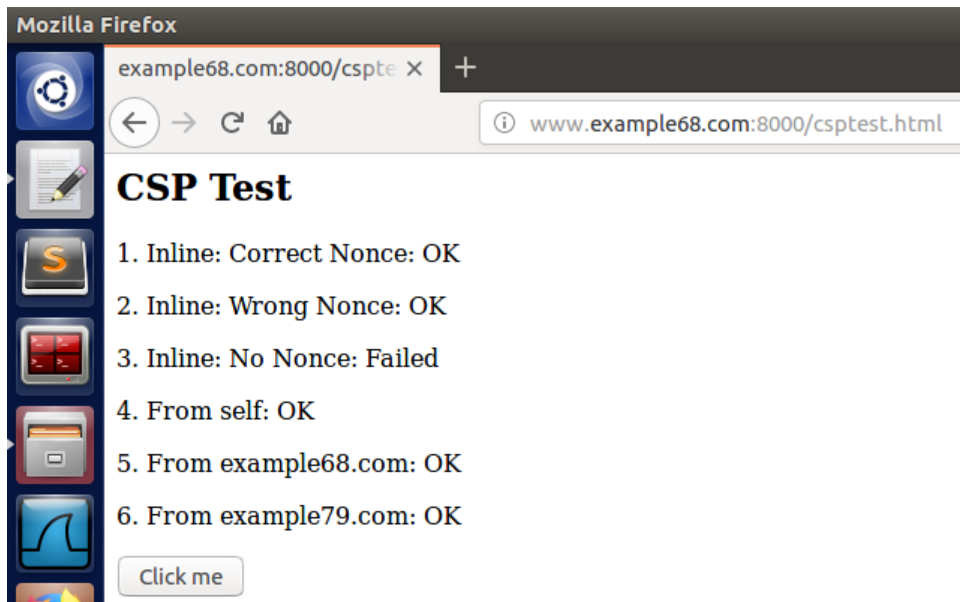 Mozilla Firefox
example68.com:8000/cspte
www.example68.com:8000/csptest.html
CSP Test
1. Inline: Correct Nonce: OK
2. Inline: Wrong Nonce: OK
3. Inline: No Nonce: Failed
4. From self: OK
5. From example68.com: OK
6. From example79.com: OK
Click me